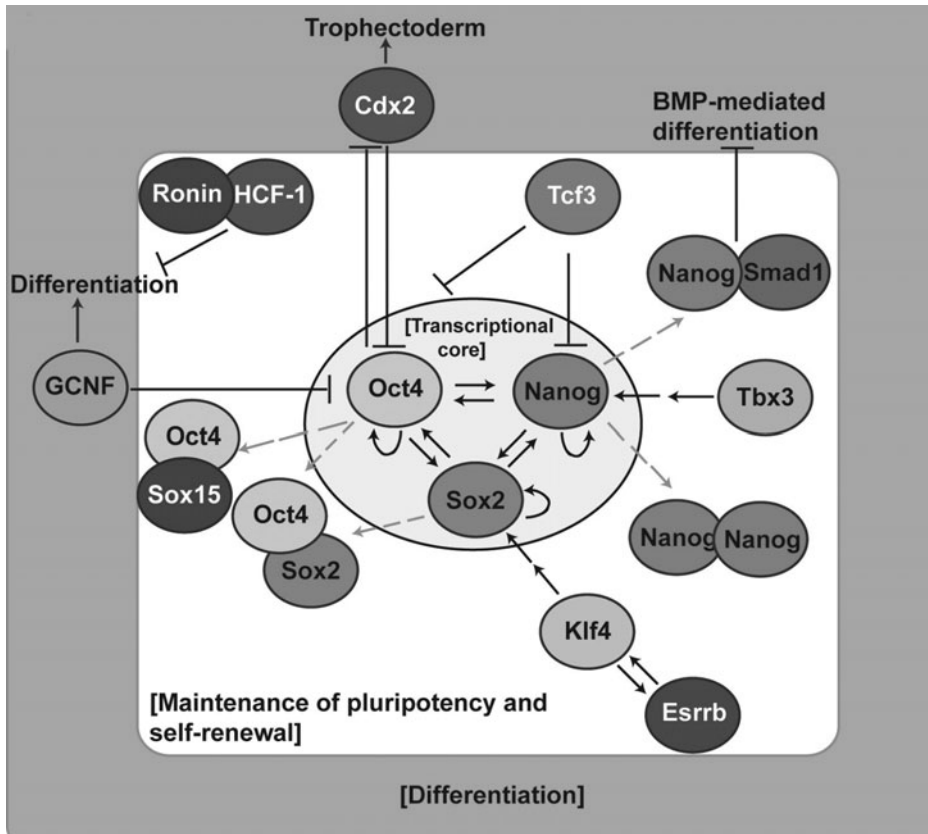 Trophectoderm
Cdx2
BMP-mediated
differentiation
Ronin
HCF-1
Tcf3
Nanog
Smad1
Differentiation
[Transcriptional
core]
GCNF
Oct4
Nanog
Tbx3
Oct4
Sox15
Sox2
Oct4
Sox2
Nanog
Nanog
Klf4
Esrrb
[Maintenance of pluripotency and
self-renewal]
[Differentiation]